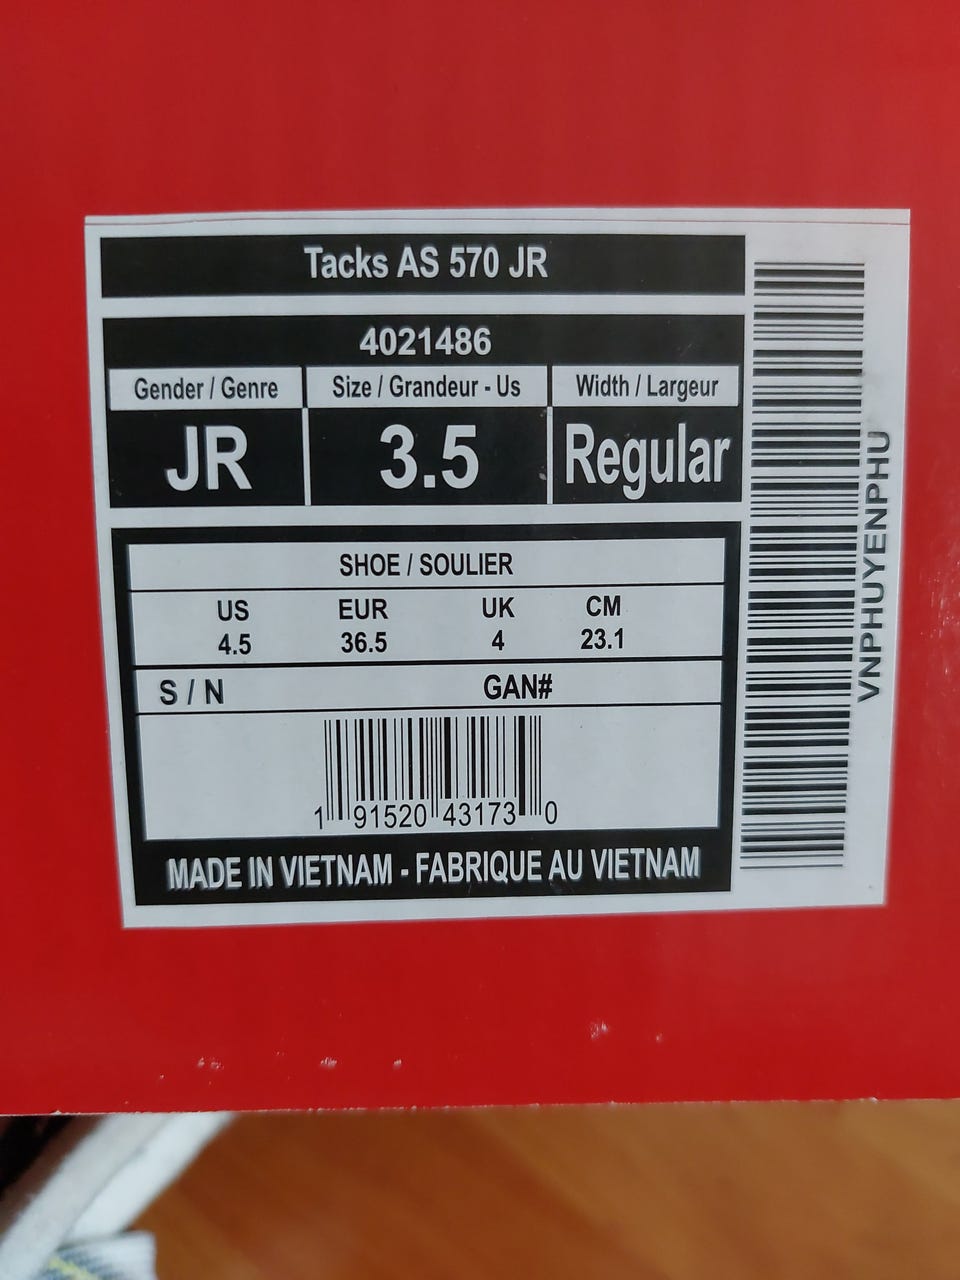 Tacks AS 570 JR
4021486
Gender / Genre Size / Grandeur - Us Width / Largeur
JR 3.5 Regular
SHOE / SOULIER
US EUR UK CM
4.5 36.5 4 23.1
S / N GAN#
1 91520 43173 0
MADE IN VIETNAM - FABRIQUE AU VIETNAM
VNPHUYENPHU